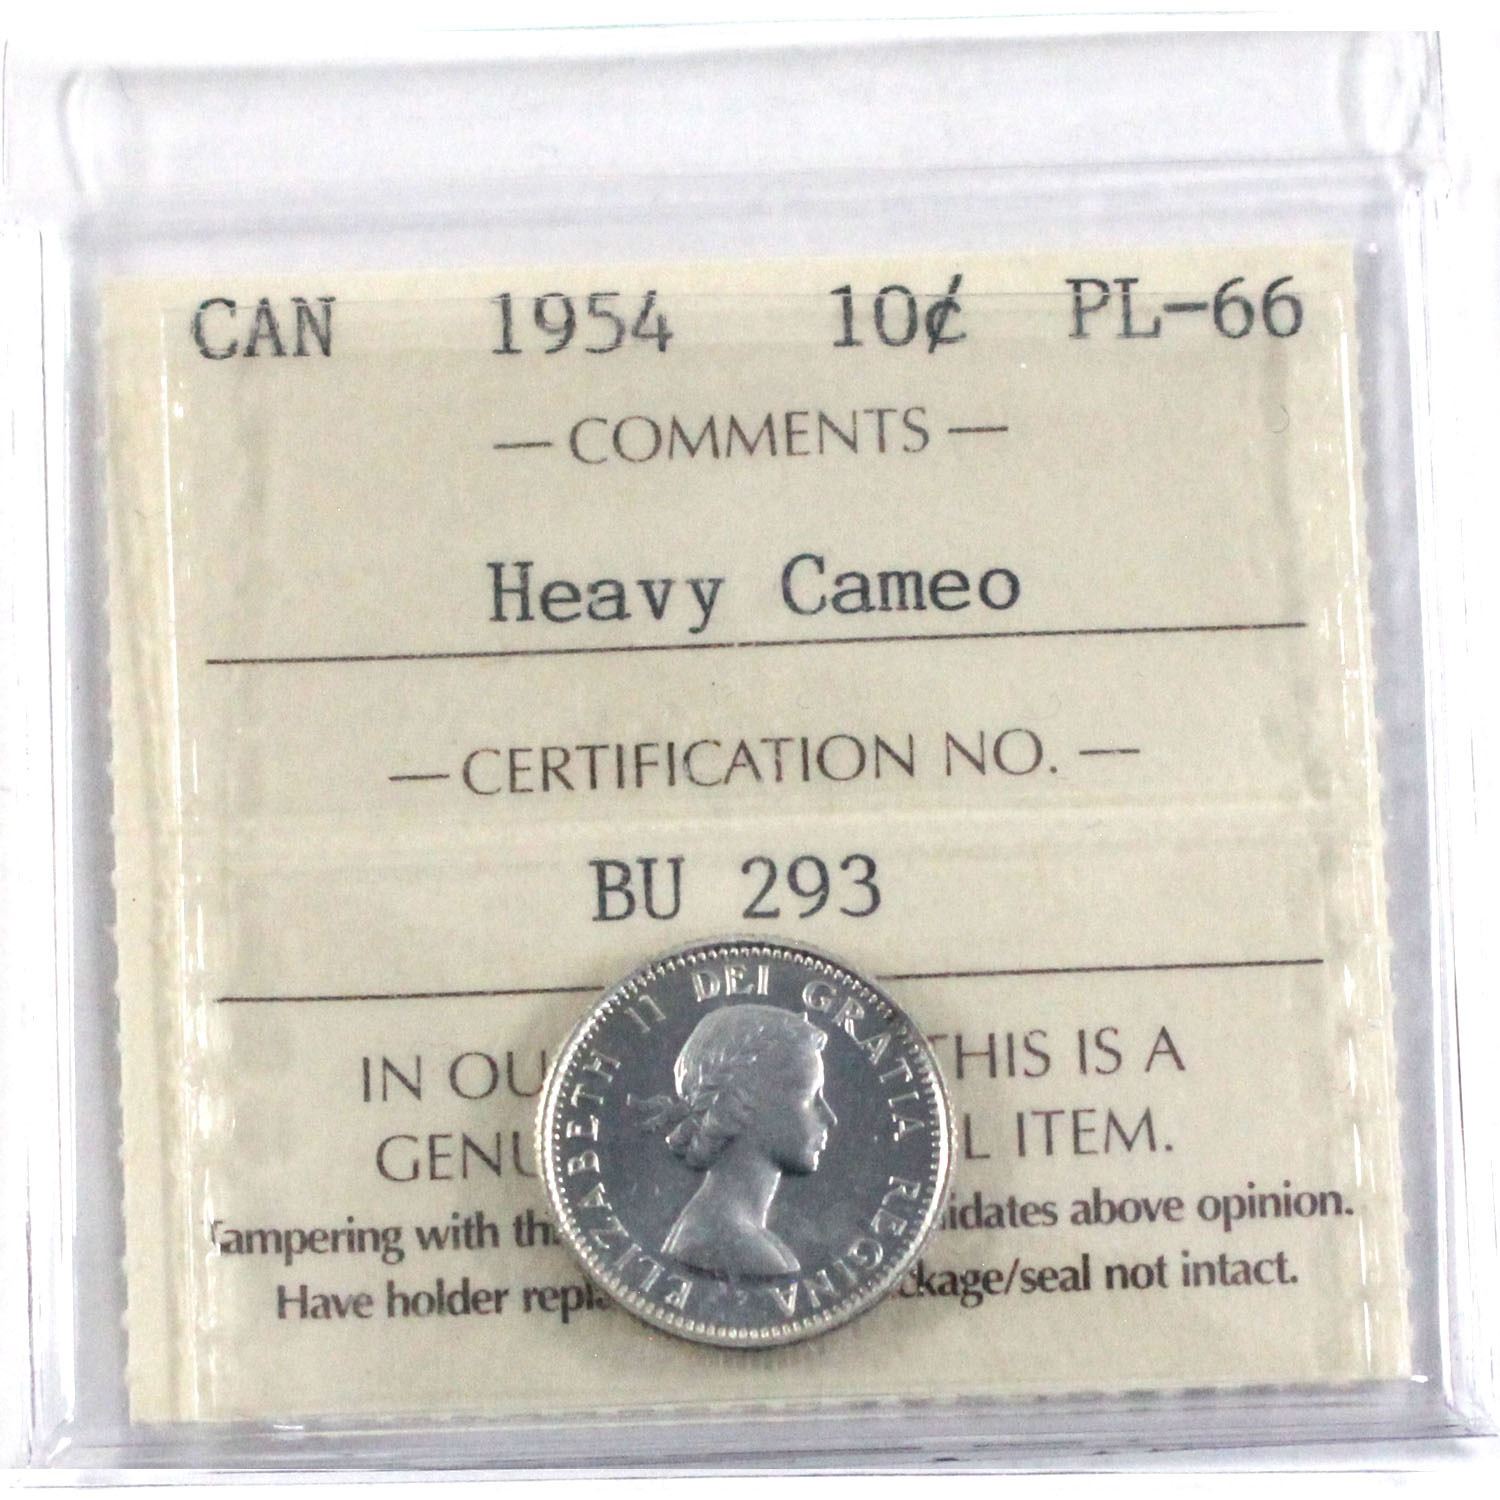 CAN 1954 10¢ PL-66
— COMMENTS —
Heavy Cameo
— CERTIFICATION NO. —
BU 293
IN OU THIS IS A
GENU L ITEM.
Tampering with th idates above opinion.
Have holder repla ckage/seal not intact.
ELIZABETH II DEI GRATIA REGINA